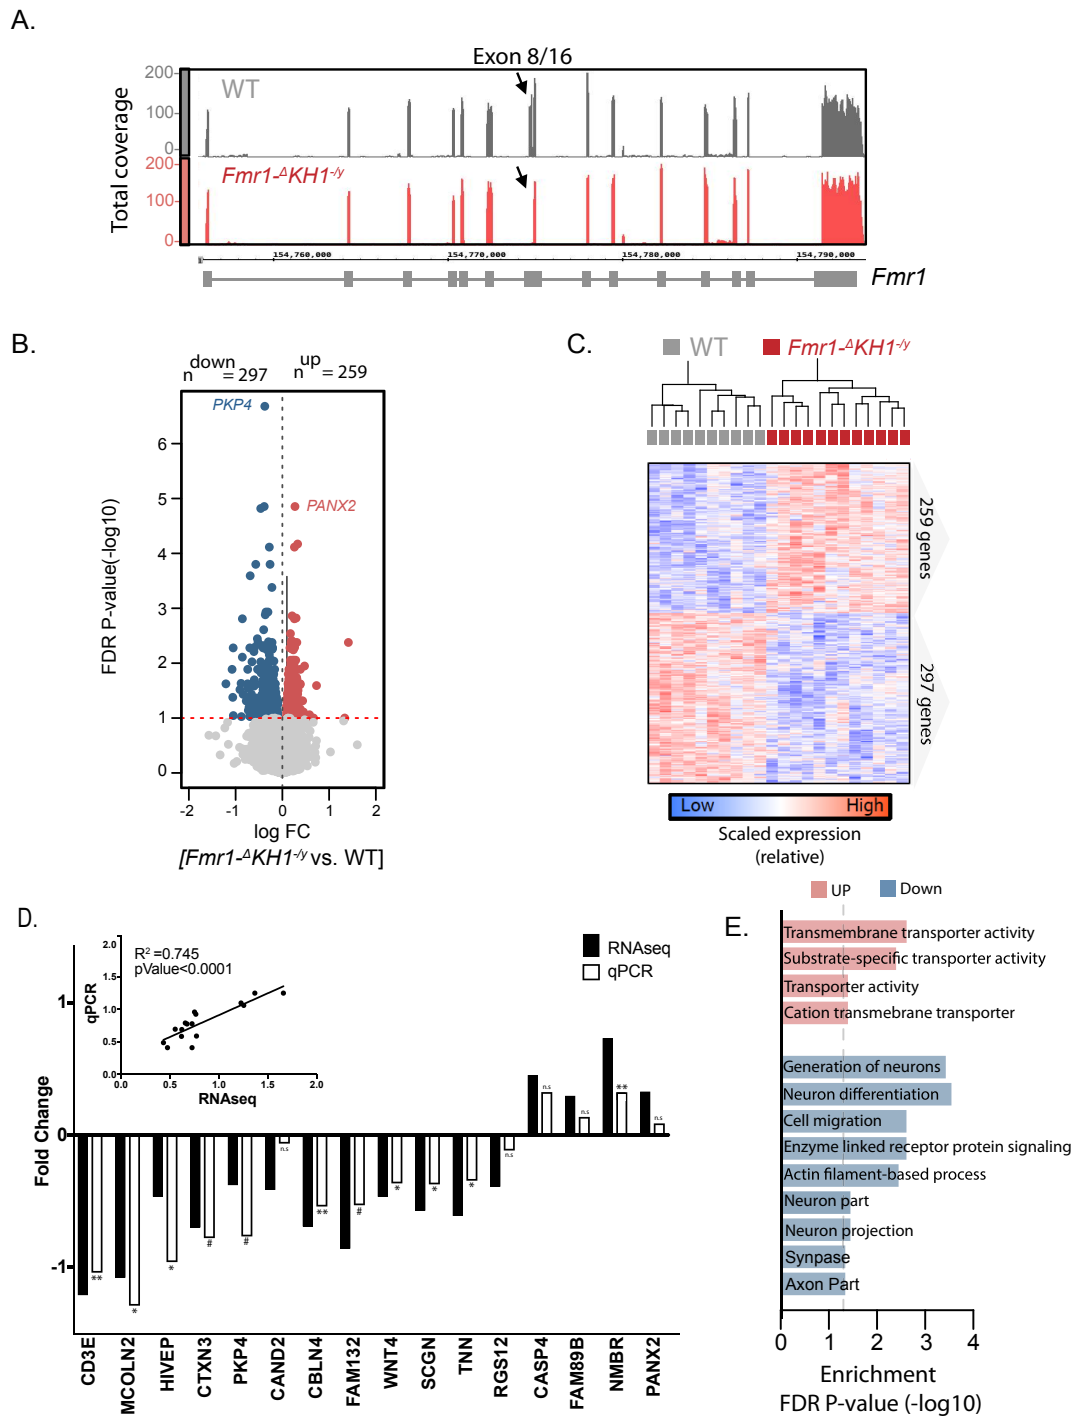 A.
Exon 8/16
Total coverage
200
WT
100
0
200
Fmr1-ΔKH1-/y
100
0
154,760,000
154,770,000
154,780,000
154,790,000
Fmr1
B.
n down = 297
n up = 259
FDR P-value(-log10)
PKP4
PANX2
6
5
4
3
2
1
0
-2 -1 0 1 2
log FC
[Fmr1-ΔKH1-/y vs. WT]
C.
WT
Fmr1-ΔKH1-/y
259 genes
297 genes
Low High
Scaled expression
(relative)
D.
2.0
1.5
1.0
0.5
0.0
qPCR
R2 =0.745
pValue<0.0001
0.0 0.5 1.0 1.5 2.0
RNAseq
RNAseq
qPCR
Fold Change
1
0
-1
** * * # # n.s ** # * * * n.s n.s n.s ** n.s
CD3E
MCOLN2
HIVEP
CTXN3
PKP4
CAND2
CBLN4
FAM132
WNT4
SCGN
TNN
RGS12
CASP4
FAM89B
NMBR
PANX2
UP Down
E.
Transmembrane transporter activity
Substrate-specific transporter activity
Transporter activity
Cation transmebrane transporter
Generation of neurons
Neuron differentiation
Cell migration
Enzyme linked receptor protein signaling
Actin filament-based process
Neuron part
Neuron projection
Synpase
Axon Part
0 1 2 3 4
Enrichment
FDR P-value (-log10)